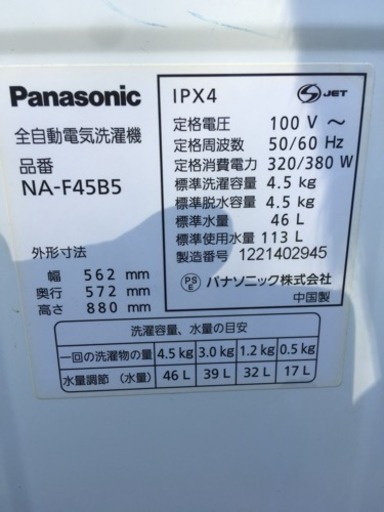 Panasonic
全自動電気洗濯機
品番
NA-F45B5
外形寸法
幅 562 mm
奥行 572 mm
高さ 880 mm
IPX4
S JET
定格電圧 100 V ～
定格周波数 50/60 Hz
定格消費電力 320/380 W
標準洗濯容量 4.5 kg
標準脱水容量 4.5 kg
標準水量 46 L
標準使用水量 113 L
製造番号 1221402945
PS
E
パナソニック株式会社
中国製
洗濯容量、水量の目安
一回の洗濯物の量 4.5 kg 3.0 kg 1.2 kg 0.5 kg
水量調節 （水量） 46 L 39 L 32 L 17 L